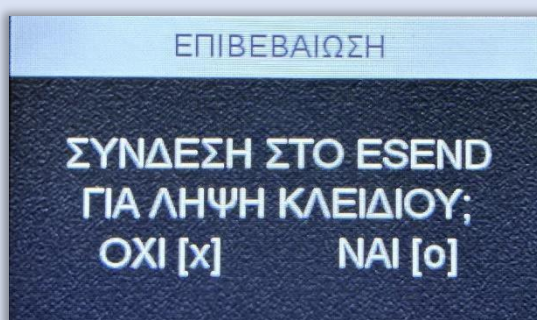 ΕΠΙΒΕΒΑΙΩΣΗ
ΣΥΝΔΕΣΗ ΣΤΟ ESEND
ΓΙΑ ΛΗΨΗ ΚΛΕΙΔΙΟΥ;
ΟΧΙ [x] ΝΑΙ [o]